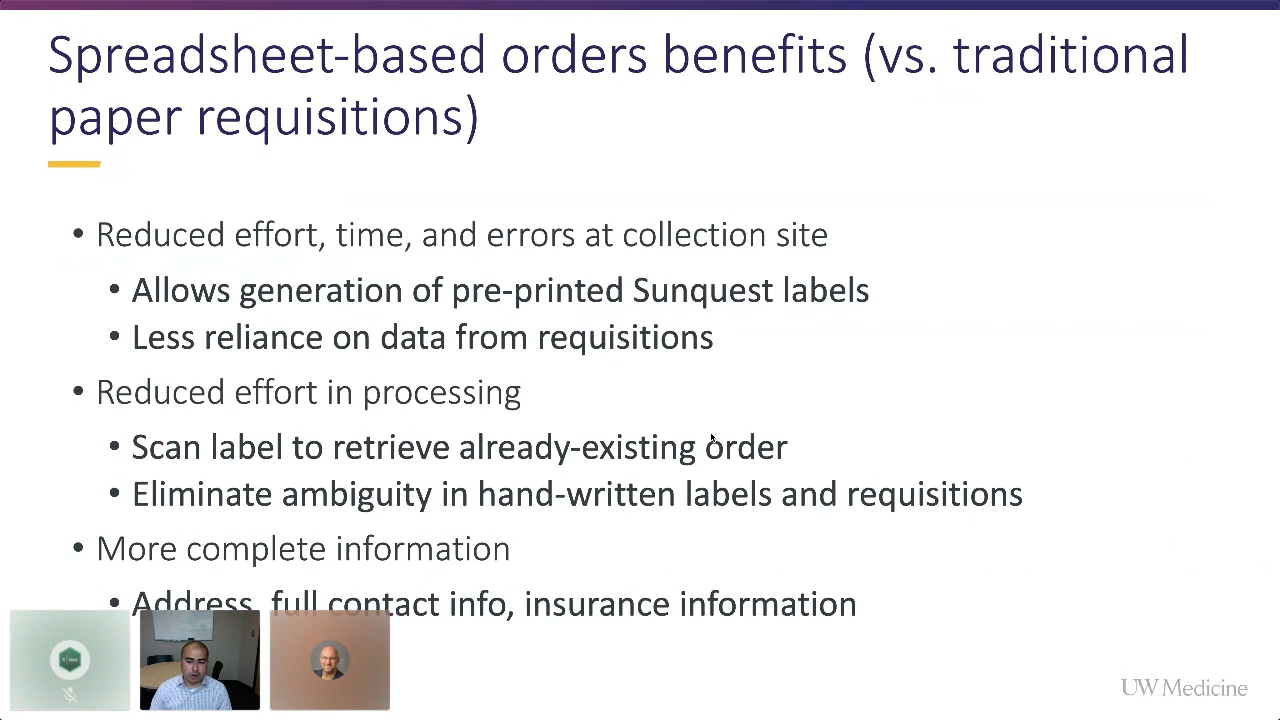 Spreadsheet-based orders benefits (vs. traditional
paper requisitions)
• Reduced effort, time, and errors at collection site
• Allows generation of pre-printed Sunquest labels
• Less reliance on data from requisitions
• Reduced effort in processing
• Scan label to retrieve already-existing order
• Eliminate ambiguity in hand-written labels and requisitions
• More complete information
• Address, full contact info, insurance information
UW Medicine